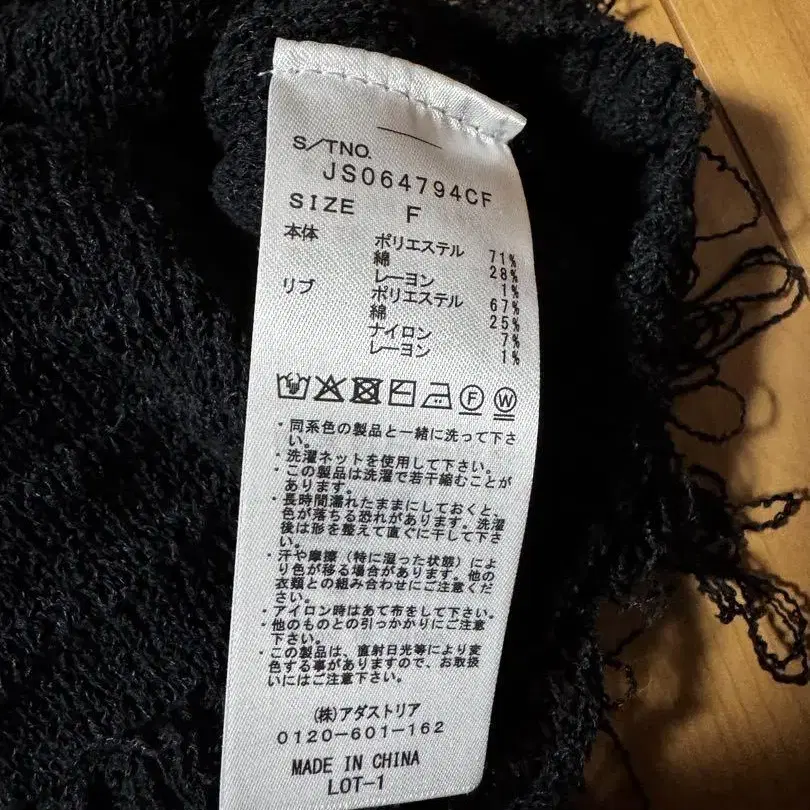 S/TNO.
JS064794CF
SIZE F
本体 ポリエステル 71%
綿 28%
レーヨン 1%
リブ ポリエステル 67%
綿 25%
ナイロン 7%
レーヨン 1%
F W
・同系色の製品と一緒に洗って下さ
い。
・洗濯ネットを使用して下さい。
・この製品は洗濯で若干縮むことが
あります。
・長時間濡れたままにしておくと、
色が落ちる恐れがあります。洗濯
後は形を整えて直ぐに干して下さ
い。
・汗や摩擦（特に湿った状態）によ
り色が移る場合があります。他の
衣類との組み合わせにご注意くだ
さい。
・アイロン時はあて布をして下さい。
・他のものとの引っかかりにご注意
下さい。
・この製品は、直射日光等により変
色する事がありますので、お取扱
いにはご注意下さい。
(株)アダストリア
0120-601-162
MADE IN CHINA
LOT-1